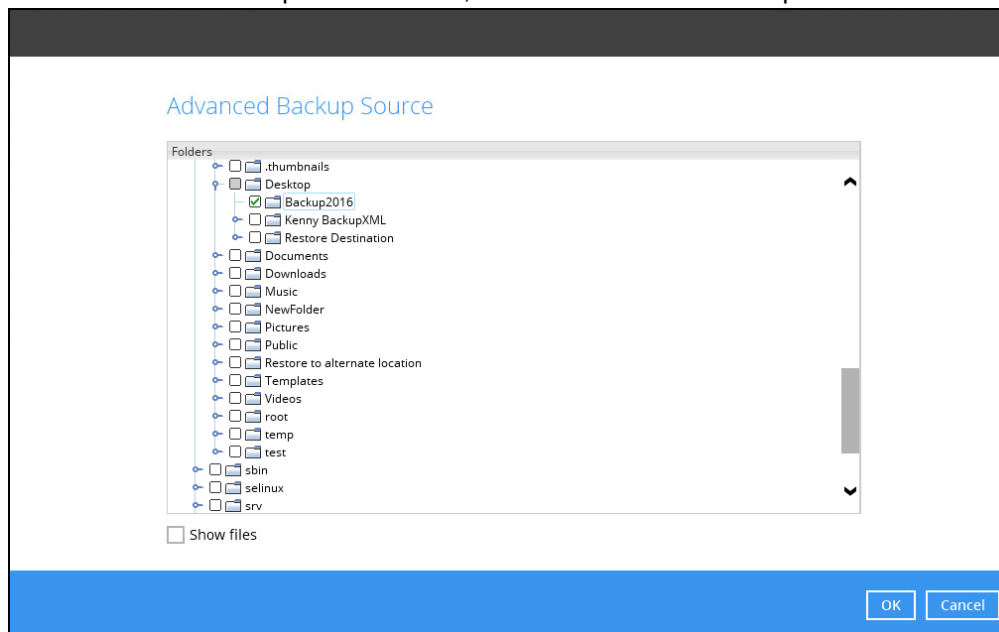 Advanced Backup Source
Folders
.thumbnails
Desktop
Backup2016
Kenny BackupXML
Restore Destination
Documents
Downloads
Music
NewFolder
Pictures
Public
Restore to alternate location
Templates
Videos
root
temp
test
sbin
selinux
srv
Show files
OK Cancel